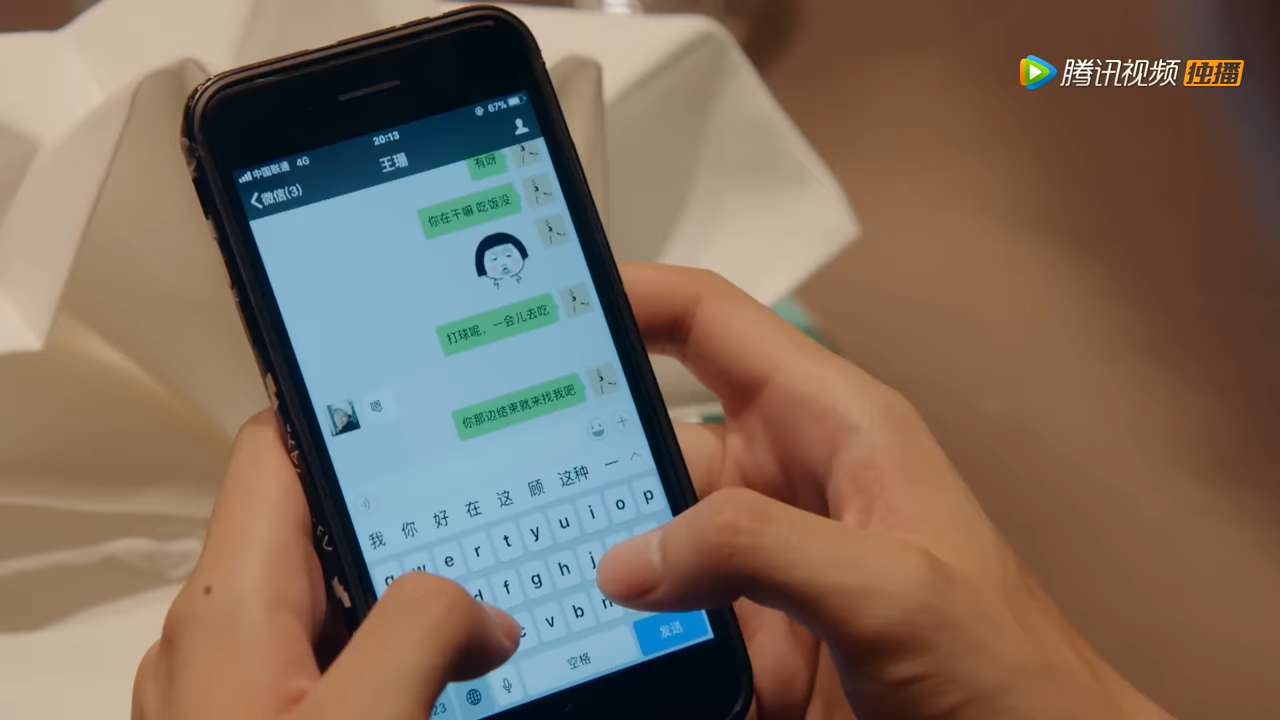 腾讯视频 独播
中国联通 4G
20:13
67%
微信(3)
王珊
有呀
你在干嘛 吃饭没
打球呢,一会儿去吃
你那边结束就来找我吧
嗯
我 你 好 在 这 顾 这种 一
q w e r t y u i o p
d f g h j
c v b n
23
空格
发送